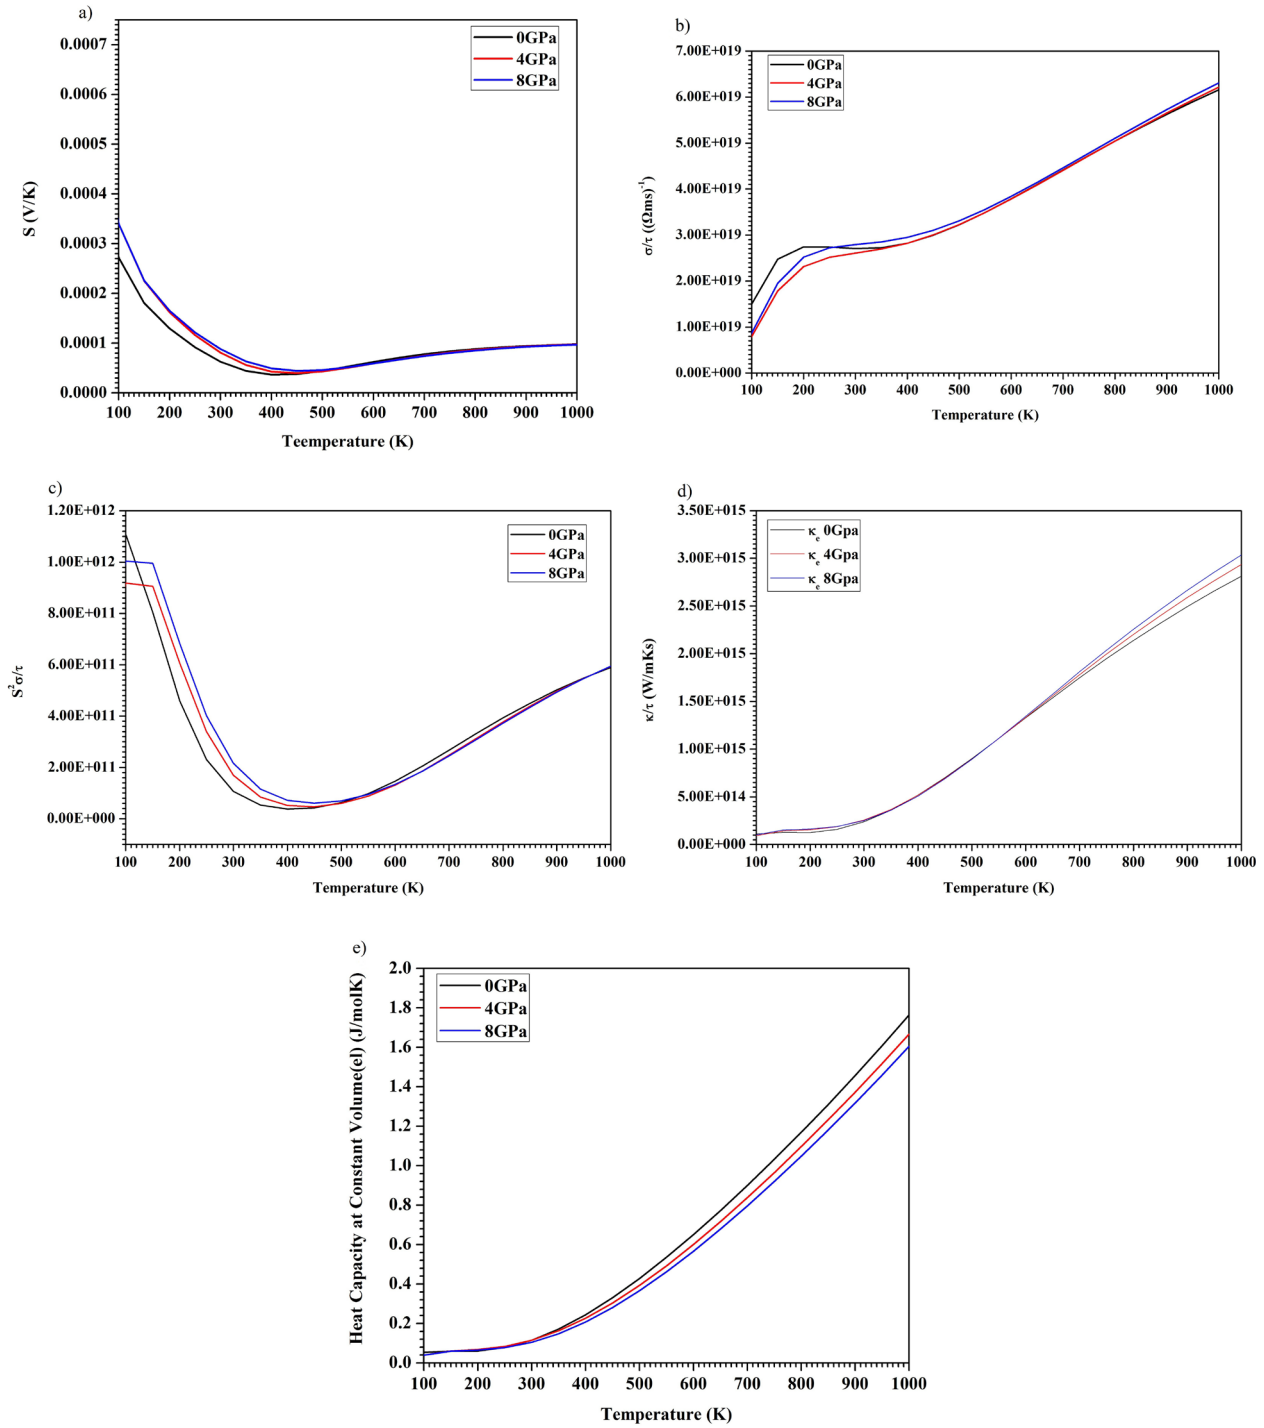 a)
0.0007
0.0006
0.0005
0.0004
0.0003
0.0002
0.0001
0.0000
S (V/K)
0GPa
4GPa
8GPa
100 200 300 400 500 600 700 800 900 1000
Teemperature (K)
b)
7.00E+019
6.00E+019
5.00E+019
4.00E+019
3.00E+019
2.00E+019
1.00E+019
0.00E+000
σ/τ ((Ωms)⁻¹)
0GPa
4GPa
8GPa
100 200 300 400 500 600 700 800 900 1000
Temperature (K)
c)
1.20E+012
1.00E+012
8.00E+011
6.00E+011
4.00E+011
2.00E+011
0.00E+000
S²σ/τ
0GPa
4GPa
8GPa
100 200 300 400 500 600 700 800 900 1000
Temperature (K)
d)
3.50E+015
3.00E+015
2.50E+015
2.00E+015
1.50E+015
1.00E+015
5.00E+014
0.00E+000
κ/τ (W/mKs)
κₑ 0Gpa
κₑ 4Gpa
κₑ 8Gpa
100 200 300 400 500 600 700 800 900 1000
Temperature (K)
e)
2.0
1.8
1.6
1.4
1.2
1.0
0.8
0.6
0.4
0.2
0.0
Heat Capacity at Constant Volume(el) (J/molK)
0GPa
4GPa
8GPa
100 200 300 400 500 600 700 800 900 1000
Temperature (K)